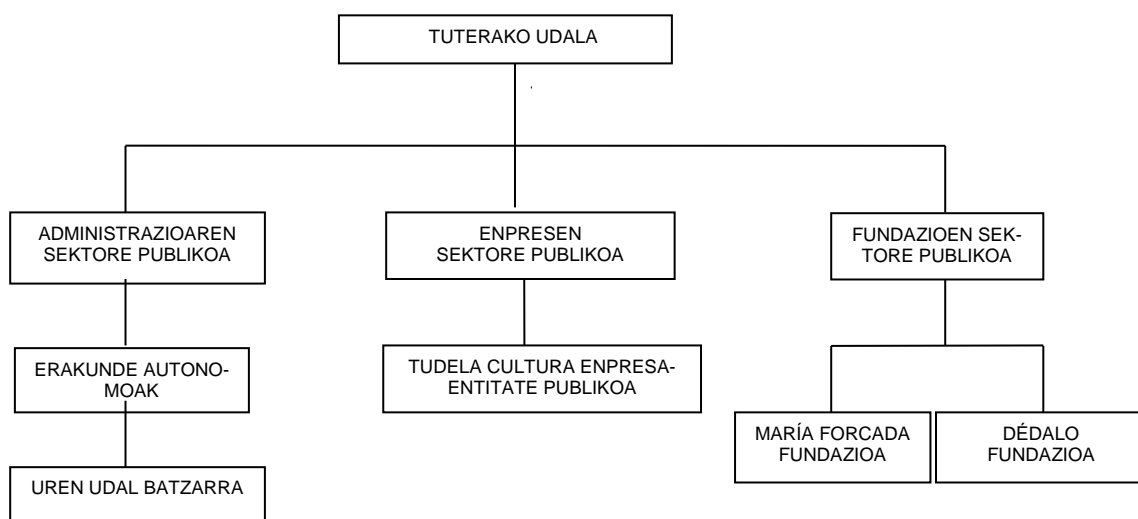 TUTERAKO UDALA
ADMINISTRAZIOAREN
SEKTORE PUBLIKOA
ENPRESEN
SEKTORE PUBLIKOA
FUNDAZIOEN SEK-
TORE PUBLIKOA
ERAKUNDE AUTONO-
MOAK
TUDELA CULTURA ENPRESA-
ENTITATE PUBLIKOA
MARÍA FORCADA
FUNDAZIOA
DÉDALO
FUNDAZIOA
UREN UDAL BATZARRA